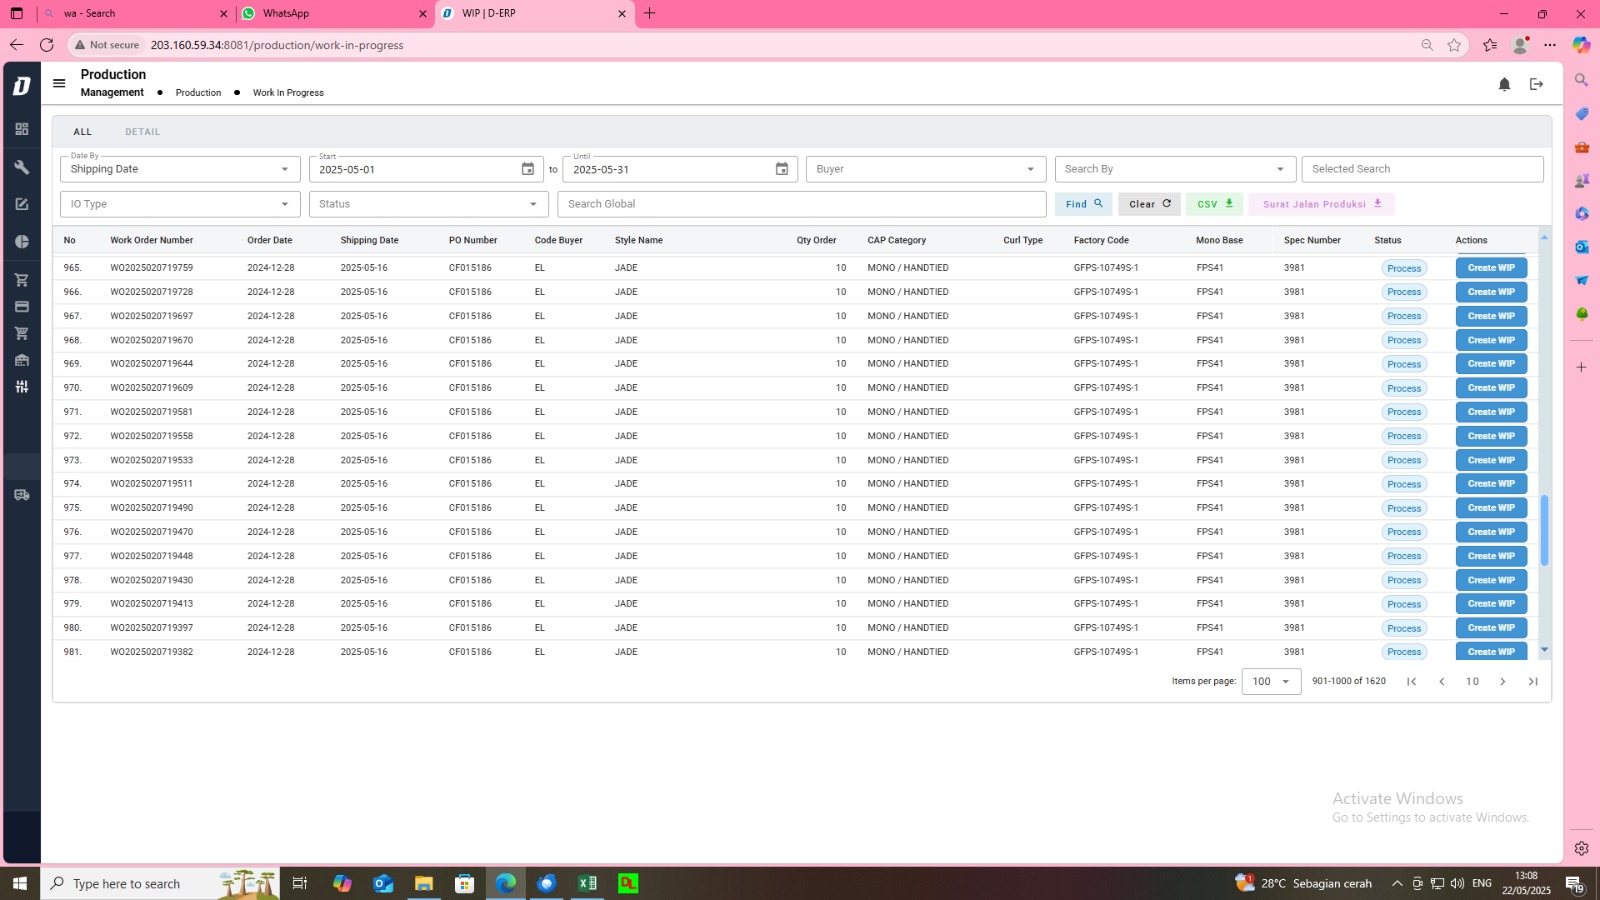 wa - Search
WhatsApp
WIP | D-ERP
Not secure
203.160.59.34:8081/production/work-in-progress
Production
Management • Production • Work In Progress
ALL
DETAIL
Date By
Shipping Date
Start
2025-05-01
to
Until
2025-05-31
Buyer
Search By
Selected Search
IO Type
Status
Search Global
Find
Clear
CSV
Surat Jalan Produksi
No Work Order Number Order Date Shipping Date PO Number Code Buyer Style Name Qty Order CAP Category Curl Type Factory Code Mono Base Spec Number Status Actions
965. WO2025020719759 2024-12-28 2025-05-16 CF015186 EL JADE 10 MONO / HANDTIED GFPS-10749S-1 FPS41 3981 Process Create WIP
966. WO2025020719728 2024-12-28 2025-05-16 CF015186 EL JADE 10 MONO / HANDTIED GFPS-10749S-1 FPS41 3981 Process Create WIP
967. WO2025020719697 2024-12-28 2025-05-16 CF015186 EL JADE 10 MONO / HANDTIED GFPS-10749S-1 FPS41 3981 Process Create WIP
968. WO2025020719670 2024-12-28 2025-05-16 CF015186 EL JADE 10 MONO / HANDTIED GFPS-10749S-1 FPS41 3981 Process Create WIP
969. WO2025020719644 2024-12-28 2025-05-16 CF015186 EL JADE 10 MONO / HANDTIED GFPS-10749S-1 FPS41 3981 Process Create WIP
970. WO2025020719609 2024-12-28 2025-05-16 CF015186 EL JADE 10 MONO / HANDTIED GFPS-10749S-1 FPS41 3981 Process Create WIP
971. WO2025020719581 2024-12-28 2025-05-16 CF015186 EL JADE 10 MONO / HANDTIED GFPS-10749S-1 FPS41 3981 Process Create WIP
972. WO2025020719558 2024-12-28 2025-05-16 CF015186 EL JADE 10 MONO / HANDTIED GFPS-10749S-1 FPS41 3981 Process Create WIP
973. WO2025020719533 2024-12-28 2025-05-16 CF015186 EL JADE 10 MONO / HANDTIED GFPS-10749S-1 FPS41 3981 Process Create WIP
974. WO2025020719511 2024-12-28 2025-05-16 CF015186 EL JADE 10 MONO / HANDTIED GFPS-10749S-1 FPS41 3981 Process Create WIP
975. WO2025020719490 2024-12-28 2025-05-16 CF015186 EL JADE 10 MONO / HANDTIED GFPS-10749S-1 FPS41 3981 Process Create WIP
976. WO2025020719470 2024-12-28 2025-05-16 CF015186 EL JADE 10 MONO / HANDTIED GFPS-10749S-1 FPS41 3981 Process Create WIP
977. WO2025020719448 2024-12-28 2025-05-16 CF015186 EL JADE 10 MONO / HANDTIED GFPS-10749S-1 FPS41 3981 Process Create WIP
978. WO2025020719430 2024-12-28 2025-05-16 CF015186 EL JADE 10 MONO / HANDTIED GFPS-10749S-1 FPS41 3981 Process Create WIP
979. WO2025020719413 2024-12-28 2025-05-16 CF015186 EL JADE 10 MONO / HANDTIED GFPS-10749S-1 FPS41 3981 Process Create WIP
980. WO2025020719397 2024-12-28 2025-05-16 CF015186 EL JADE 10 MONO / HANDTIED GFPS-10749S-1 FPS41 3981 Process Create WIP
981. WO2025020719382 2024-12-28 2025-05-16 CF015186 EL JADE 10 MONO / HANDTIED GFPS-10749S-1 FPS41 3981 Process Create WIP
Items per page: 100 901-1000 of 1620 10
Activate Windows
Go to Settings to activate Windows.
Type here to search
DL
28°C Sebagian cerah
ENG
13:08
22/05/2025
19